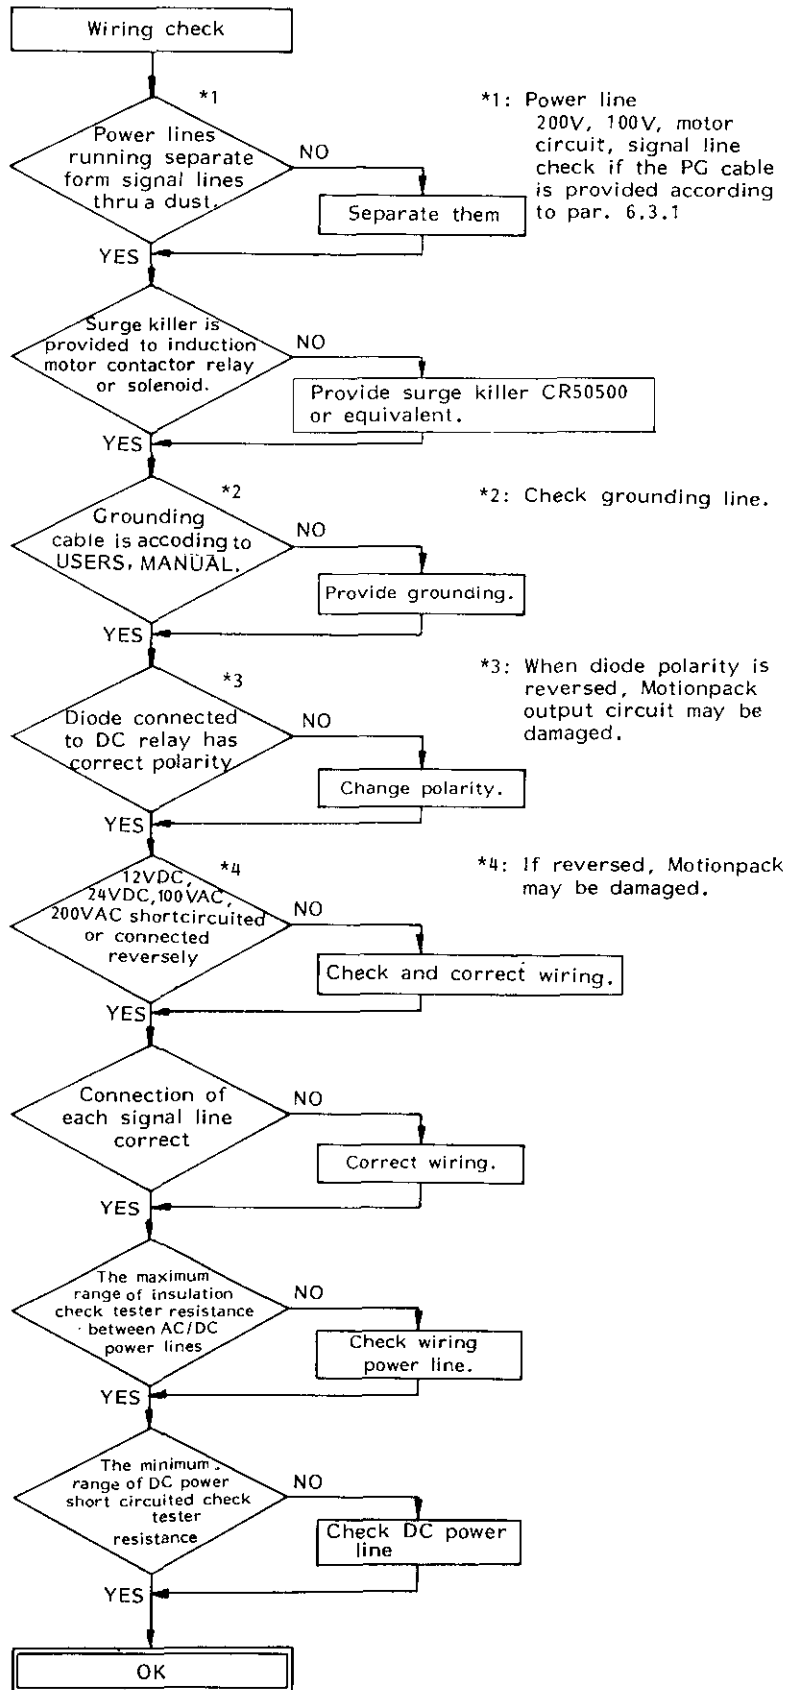 Wiring check
*1
Power lines
running separate
form signal lines
thru a dust.
NO
Separate them
YES
*1: Power line
200V, 100V, motor
circuit, signal line
check if the PG cable
is provided according
to par. 6.3.1
Surge killer is
provided to induction
motor contactor relay
or solenoid.
NO
Provide surge killer CR50500
or equivalent.
YES
*2
Grounding
cable is accoding to
USERS, MANUAL.
NO
Provide grounding.
YES
*2: Check grounding line.
*3
Diode connected
to DC relay has
correct polarity
NO
Change polarity.
YES
*3: When diode polarity is
reversed, Motionpack
output circuit may be
damaged.
*4
12VDC,
24VDC, 100VAC,
200VAC shortcircuited
or connected
reversely
NO
Check and correct wiring.
YES
*4: If reversed, Motionpack
may be damaged.
Connection of
each signal line
correct
NO
Correct wiring.
YES
The maximum
range of insulation
check tester resistance
between AC/DC
power lines
NO
Check wiring
power line.
YES
The minimum
range of DC power
short circuited check
tester
resistance
NO
Check DC power
line
YES
OK